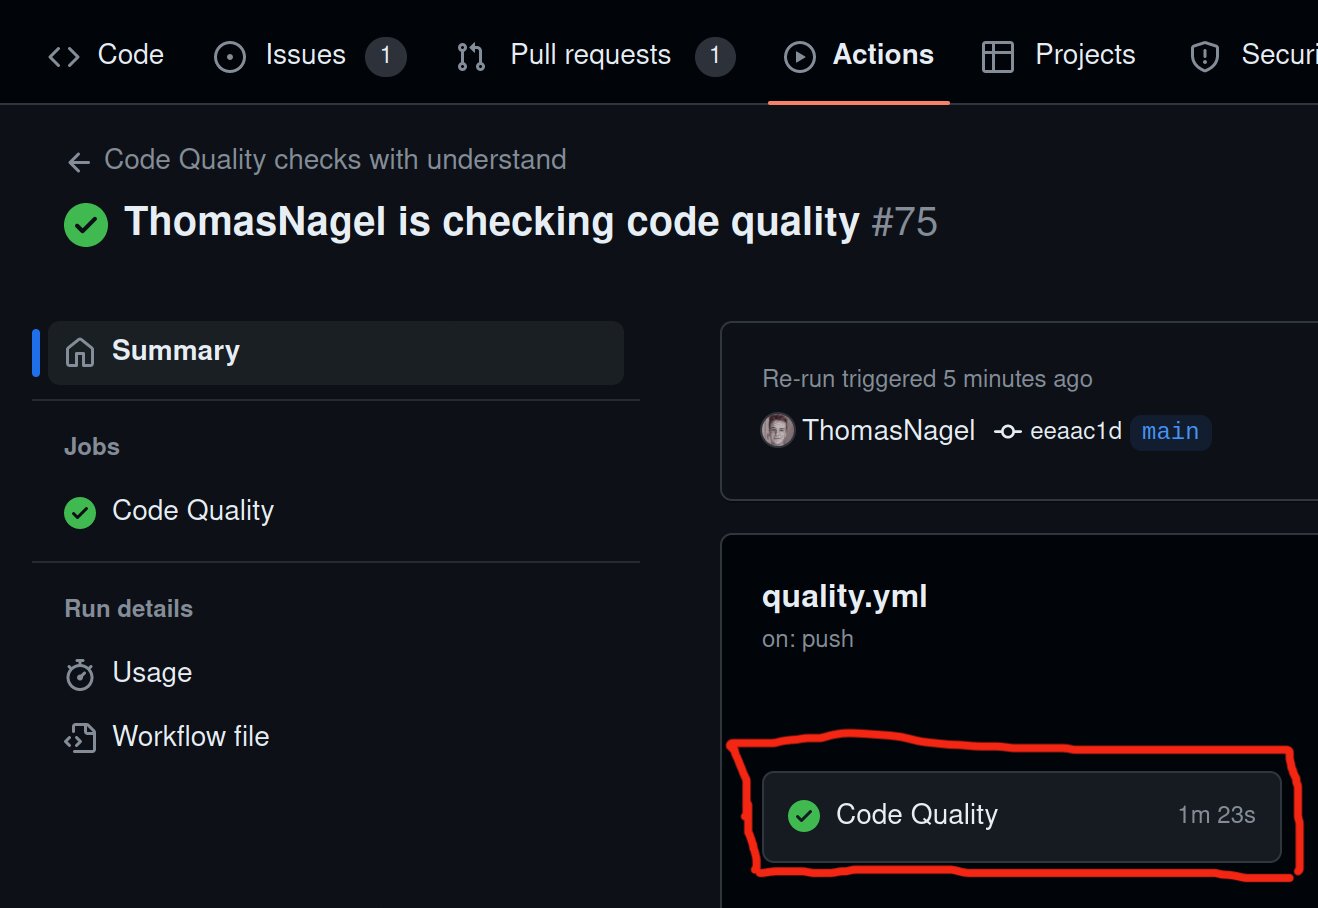 Code Issues 1 Pull requests 1 Actions Projects Securi
Code Quality checks with understand
ThomasNagel is checking code quality #75
Summary
Jobs
Code Quality
Run details
Usage
Workflow file
Re-run triggered 5 minutes ago
ThomasNagel eeaac1d main
quality.yml
on: push
Code Quality 1m 23s